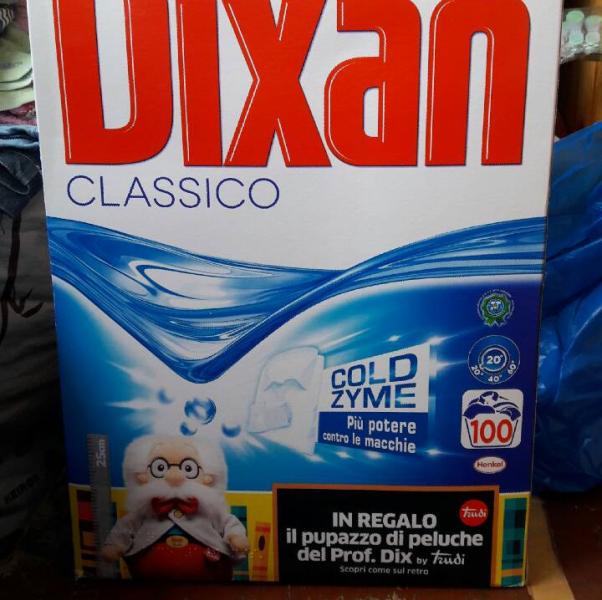 Dixan
CLASSICO
COLD
ZYME
Più potere
contro le macchie
20°
20° 40° 60°
100
Henkel
25cm
IN REGALO
il pupazzo di peluche
del Prof. Dix by Trudi
Scopri come sul retro
Trudi